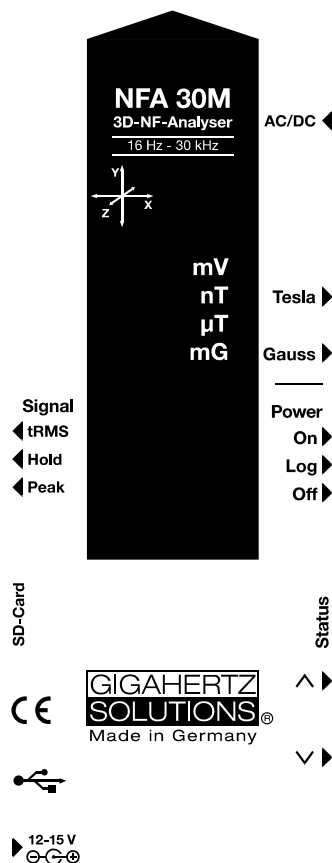 NFA 30M
3D-NF-Analyser
AC/DC
16 Hz - 30 kHz
Y
Z
X
mV
nT
Tesla
µT
mG
Gauss
Signal
tRMS
Hold
Peak
Power
On
Log
Off
SD-Card
Status
CE
GIGAHERTZ
SOLUTIONS®
Made in Germany
12-15 V